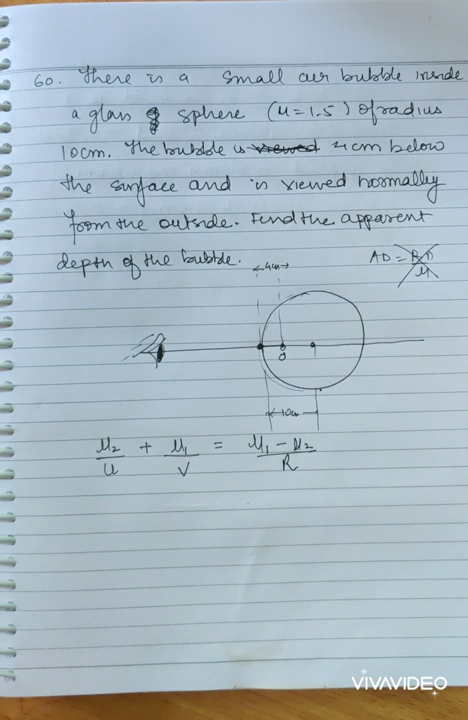 60. There is a small air bubble inside
a glass sphere (μ=1.5) of radius
10cm. The bubble is viewed 4cm below
the surface and is viewed normally
from the outside. Find the apparent
depth of the bubble.
←4cm→
AD = RD/μ
O
←10cm→
μ₂/u + μ₁/v = μ₁ - μ₂/R
VIVAVIDEO